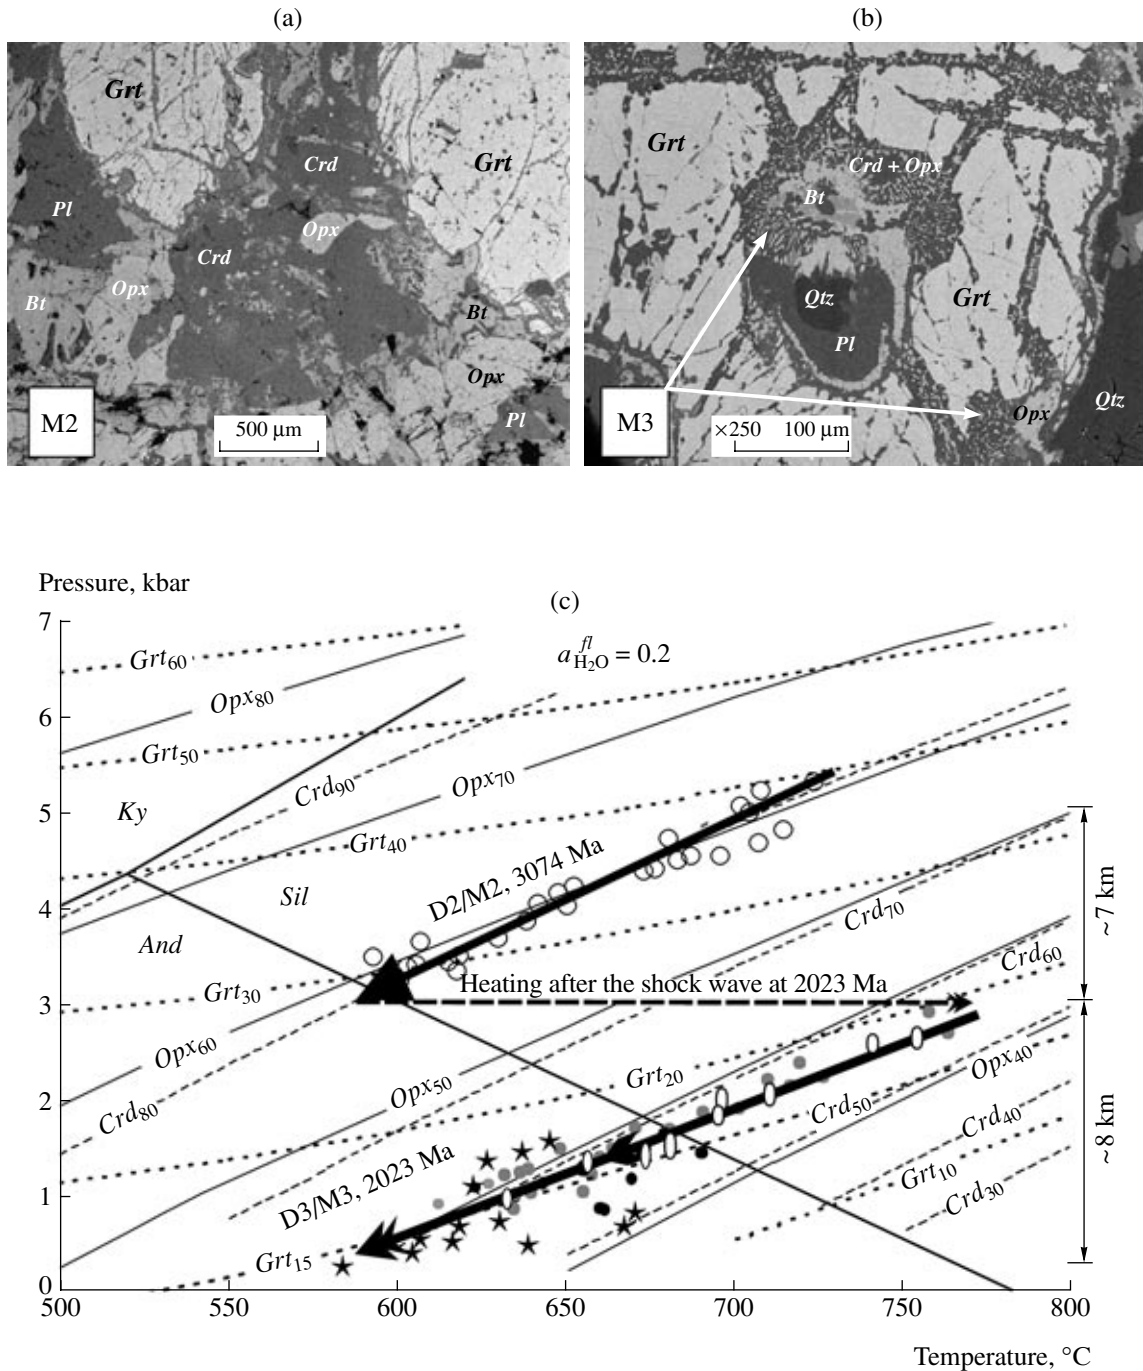 (a)
(b)
Grt
Grt
Crd
Pl
Opx
Crd
Bt
Opx
Bt
Opx
Pl
M2
500 μm
Grt
Crd + Opx
Bt
Grt
Qtz
Pl
Opx
Qtz
M3
×250 100 μm
Pressure, kbar
(c)
a^{fl}_{H2O} = 0.2
7
6
5
4
3
2
1
0
Grt60
Opx80
Grt50
Crd90
Opx70
Ky
Grt40
D2/M2, 3074 Ma
Sil
And
Crd70
Crd60
Grt30
Heating after the shock wave at 2023 Ma
Opx60
Opx50
Grt20
Opx40
Crd80
Crd50
Crd40
Grt10
Crd30
D3/M3, 2023 Ma
Grt15
~7 km
~8 km
500 600 650 700 750 800
Temperature, °C